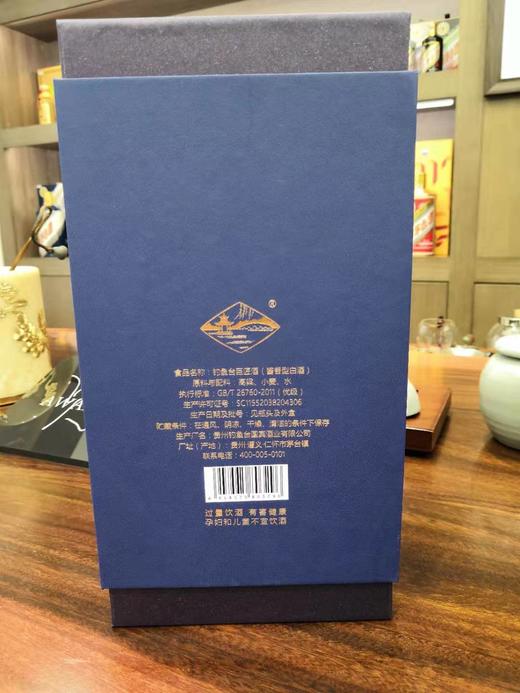 ®
食品名称：钓鱼台匠酒（酱香型白酒）
原料与配料：高粱、小麦、水
执行标准：GB/T 26760-2011（优级）
生产许可证号：SC11552038204306
生产日期及批号：见瓶头及外盒
贮藏条件：在通风、阴凉、干燥、清洁的条件下保存
生产厂名：贵州钓鱼台国宾酒业有限公司
厂址（产地）：贵州·遵义·仁怀市茅台镇
联系电话：400-005-0101
过量饮酒 有害健康
孕妇和儿童不宜饮酒